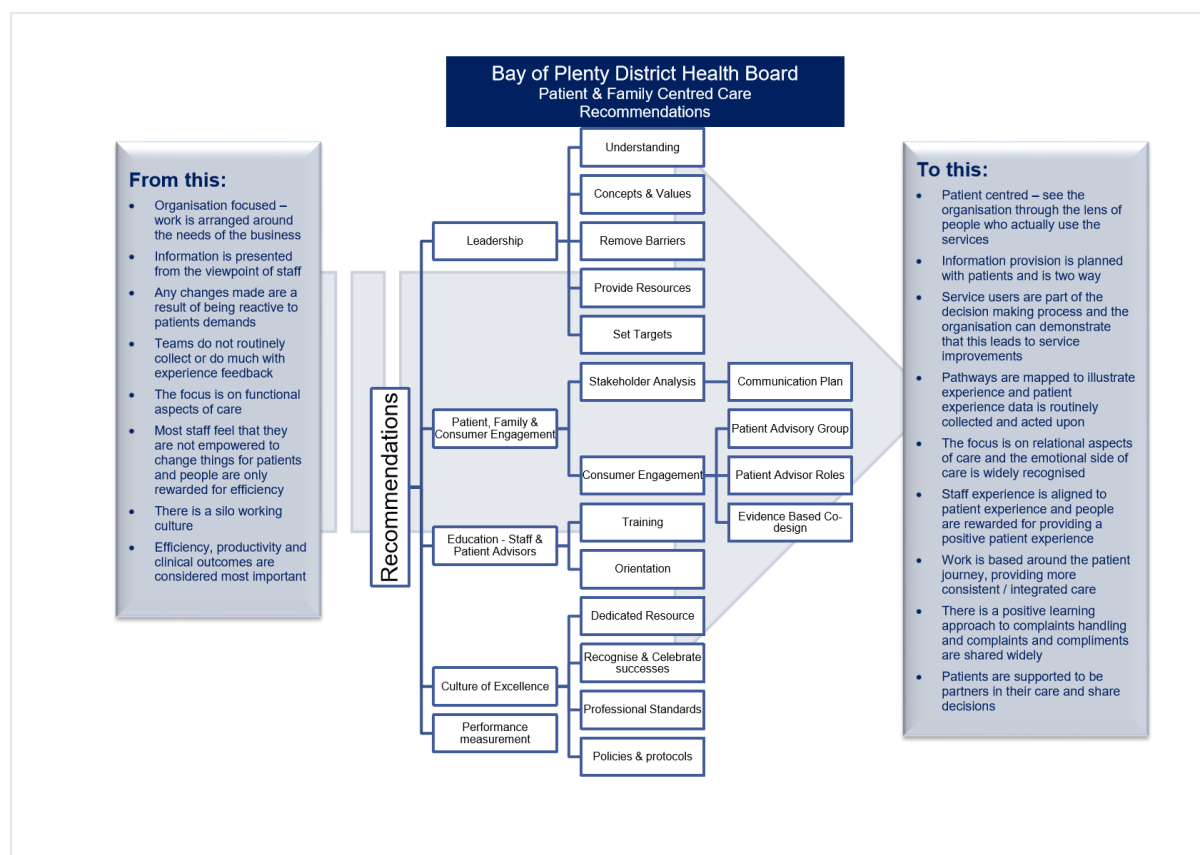 Bay of Plenty District Health Board
Patient & Family Centred Care
Recommendations
From this:
• Organisation focused –
work is arranged around
the needs of the business
• Information is presented
from the viewpoint of staff
• Any changes made are a
result of being reactive to
patients demands
• Teams do not routinely
collect or do much with
experience feedback
• The focus is on functional
aspects of care
• Most staff feel that they
are not empowered to
change things for patients
and people are only
rewarded for efficiency
• There is a silo working
culture
• Efficiency, productivity and
clinical outcomes are
considered most important
Recommendations
Leadership
Understanding
Concepts & Values
Remove Barriers
Provide Resources
Set Targets
Patient, Family &
Consumer Engagement
Stakeholder Analysis
Communication Plan
Consumer Engagement
Patient Advisory Group
Patient Advisor Roles
Evidence Based Co-
design
Education - Staff &
Patient Advisors
Training
Orientation
Culture of Excellence
Dedicated Resource
Recognise & Celebrate
successes
Professional Standards
Policies & protocols
Performance
measurement
To this:
• Patient centred – see the
organisation through the lens of
people who actually use the
services
• Information provision is planned
with patients and is two way
• Service users are part of the
decision making process and the
organisation can demonstrate
that this leads to service
improvements
• Pathways are mapped to illustrate
experience and patient
experience data is routinely
collected and acted upon
• The focus is on relational aspects
of care and the emotional side of
care is widely recognised
• Staff experience is aligned to
patient experience and people
are rewarded for providing a
positive patient experience
• Work is based around the patient
journey, providing more
consistent / integrated care
• There is a positive learning
approach to complaints handling
and complaints and compliments
are shared widely
• Patients are supported to be
partners in their care and share
decisions